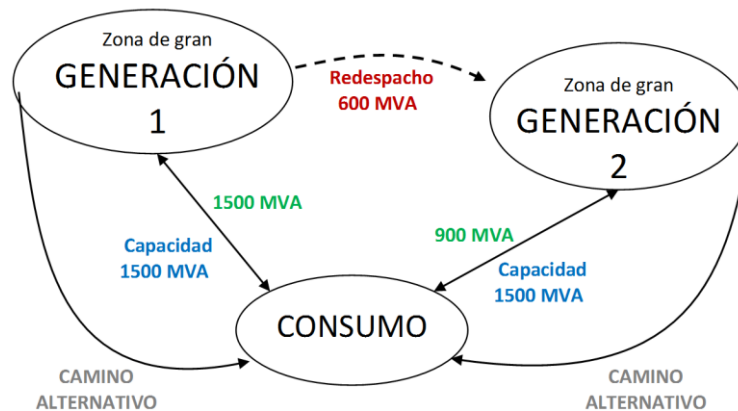 Zona de gran
GENERACIÓN
1
Redespacho
600 MVA
Zona de gran
GENERACIÓN
2
1500 MVA
Capacidad
1500 MVA
900 MVA
Capacidad
1500 MVA
CONSUMO
CAMINO
ALTERNATIVO
CAMINO
ALTERNATIVO